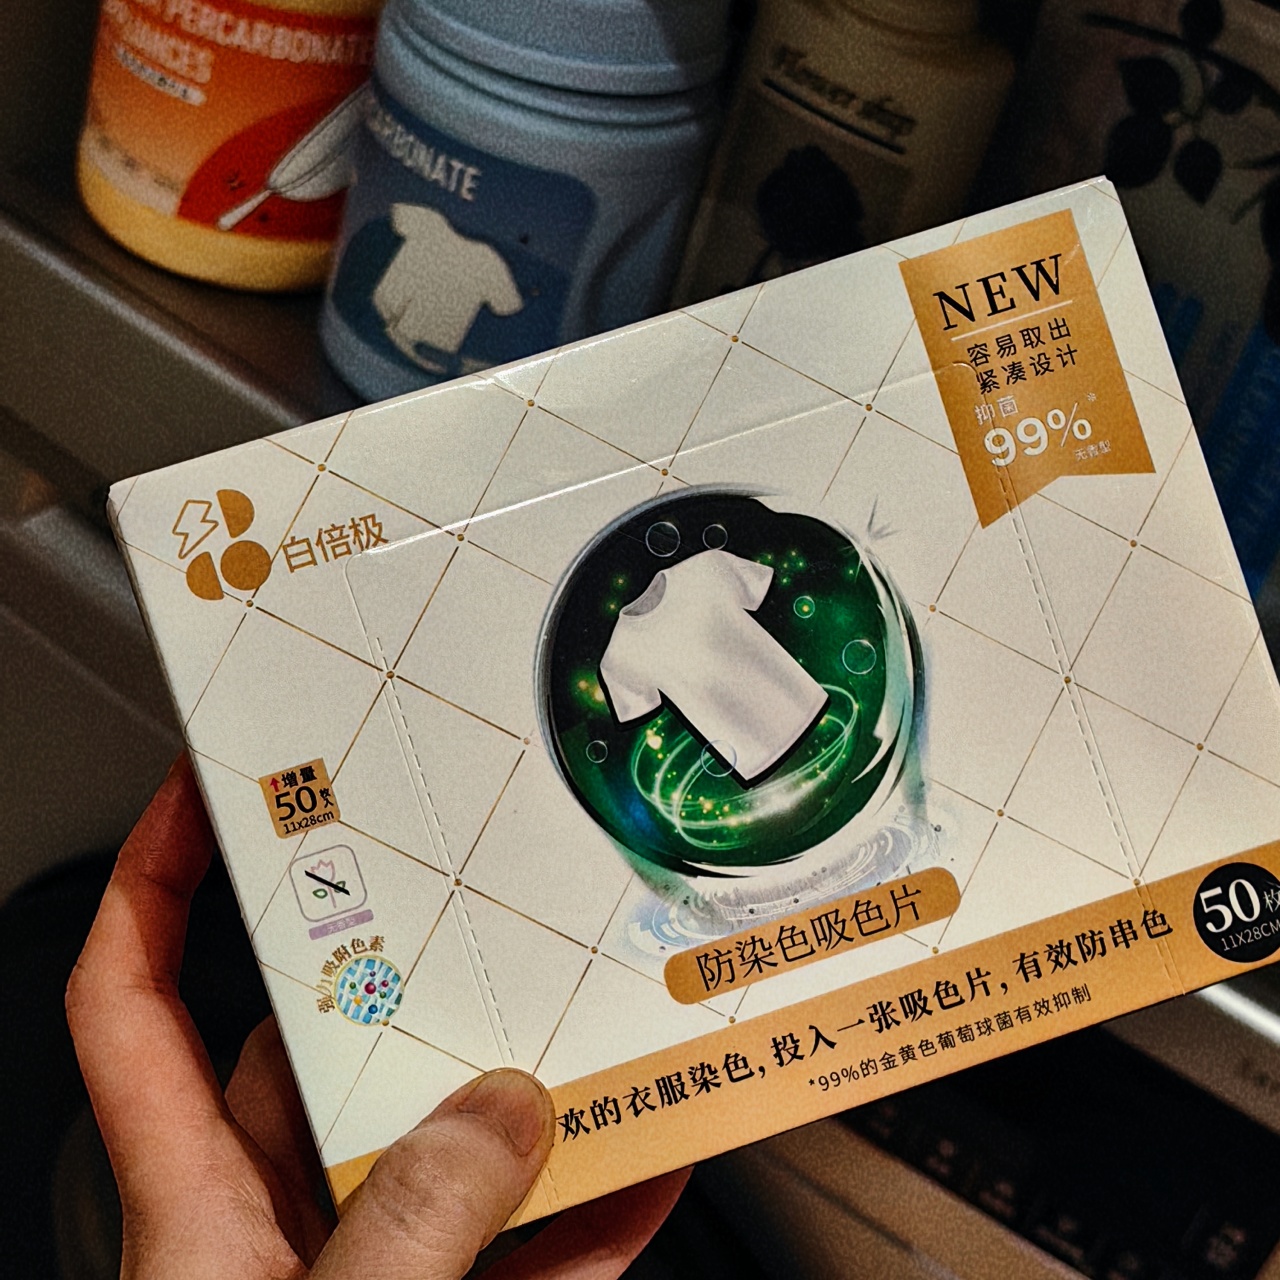 PERCARBONATE
CARBONATE
Flower shop
NEW
容易取出
紧凑设计
抑菌
99%*
无香型
白倍极
增量
50枚入
11x28cm
无香型
强力吸附色素
防染色吸色片
欢的衣服染色,投入一张吸色片,有效防串色
*99%的金黄色葡萄球菌有效抑制
50枚
11X28CM